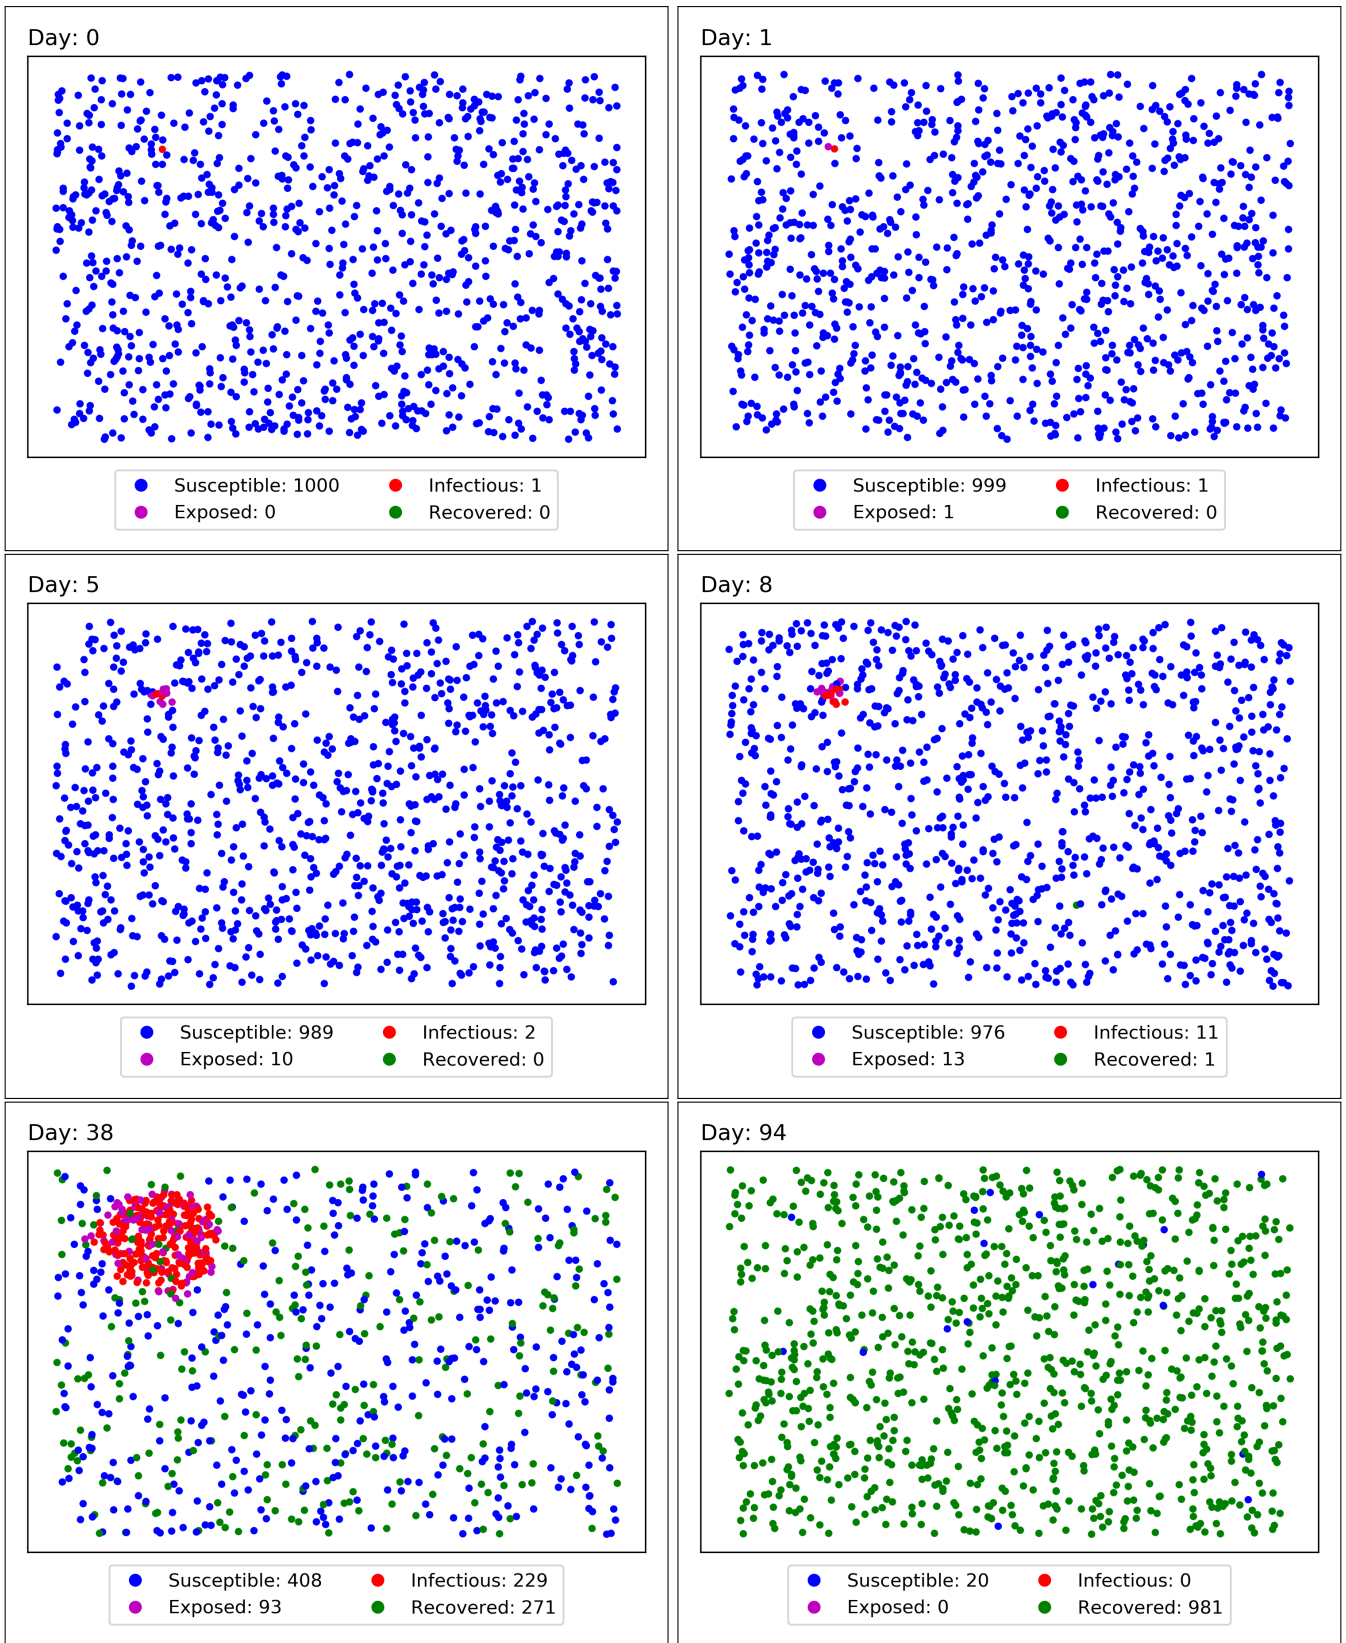 Day: 0
Susceptible: 1000 Infectious: 1
Exposed: 0 Recovered: 0
Day: 1
Susceptible: 999 Infectious: 1
Exposed: 1 Recovered: 0
Day: 5
Susceptible: 989 Infectious: 2
Exposed: 10 Recovered: 0
Day: 8
Susceptible: 976 Infectious: 11
Exposed: 13 Recovered: 1
Day: 38
Susceptible: 408 Infectious: 229
Exposed: 93 Recovered: 271
Day: 94
Susceptible: 20 Infectious: 0
Exposed: 0 Recovered: 981